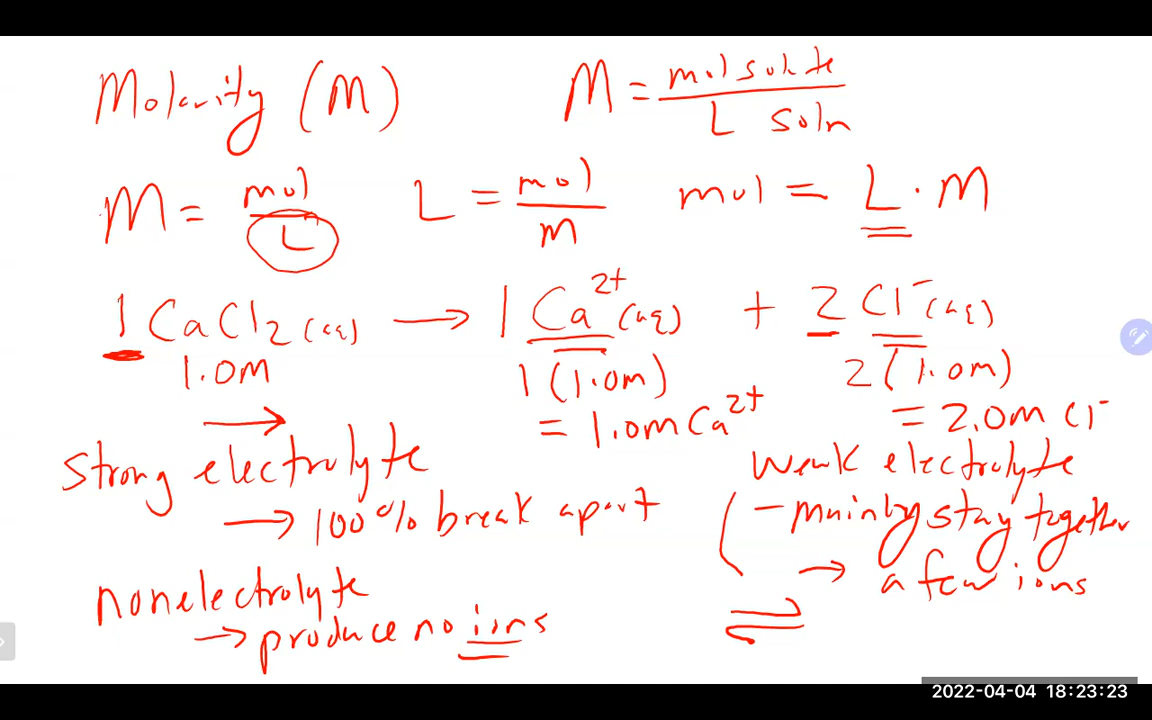 Molarity (M) M = mol solute / L soln
M = mol / L L = mol / M mol = L · M
1 CaCl2 (aq) → 1 Ca2+ (aq) + 2 Cl- (aq)
1.0M 1 (1.0M) 2 (1.0M)
= 1.0M Ca2+ = 2.0M Cl-
→
strong electrolyte weak electrolyte
→ 100% break apart - mainly stay together
→ a few ions
nonelectrolyte
→ produce no ions ⇌
2022-04-04 18:23:23